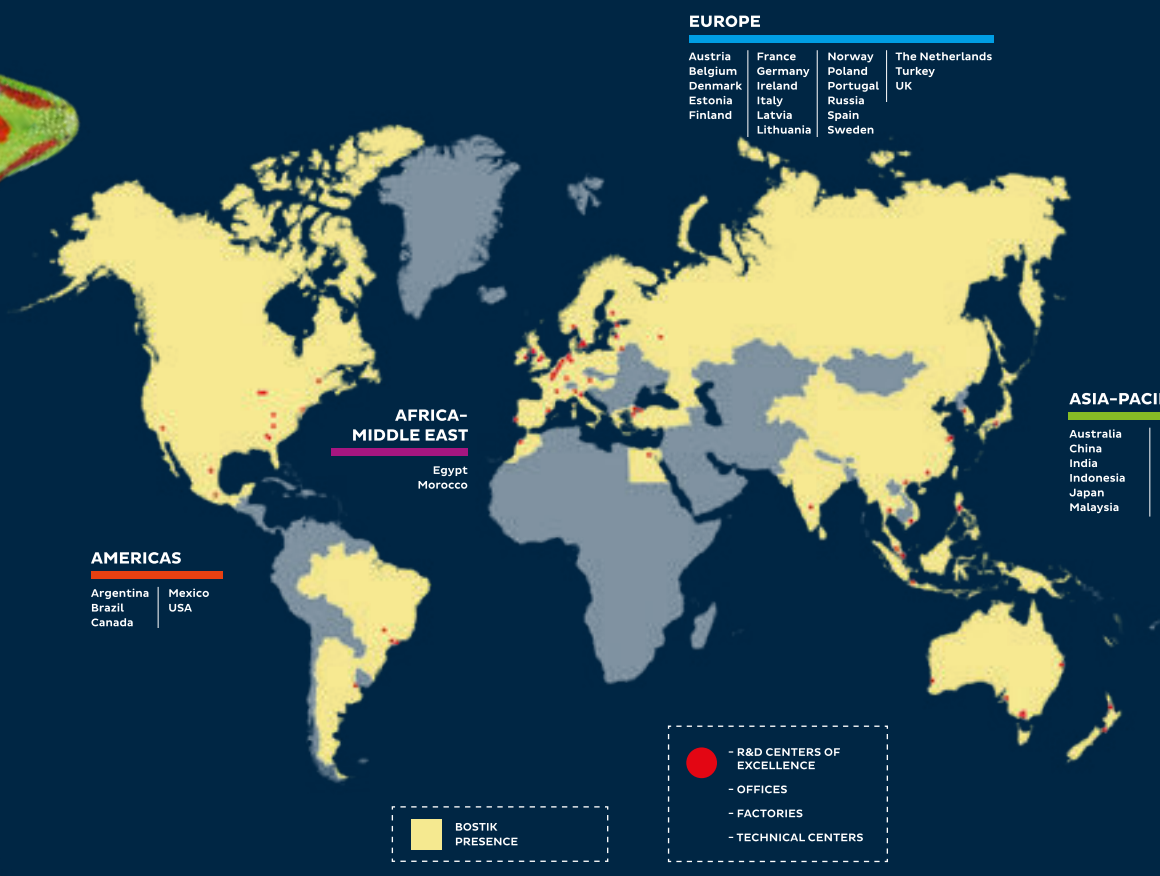 EUROPE
Austria
Belgium
Denmark
Estonia
Finland
France
Germany
Ireland
Italy
Latvia
Lithuania
Norway
Poland
Portugal
Russia
Spain
Sweden
The Netherlands
Turkey
UK
AFRICA-
MIDDLE EAST
Egypt
Morocco
ASIA-PACI
Australia
China
India
Indonesia
Japan
Malaysia
AMERICAS
Argentina
Brazil
Canada
Mexico
USA
BOSTIK
PRESENCE
- R&D CENTERS OF
EXCELLENCE
- OFFICES
- FACTORIES
- TECHNICAL CENTERS